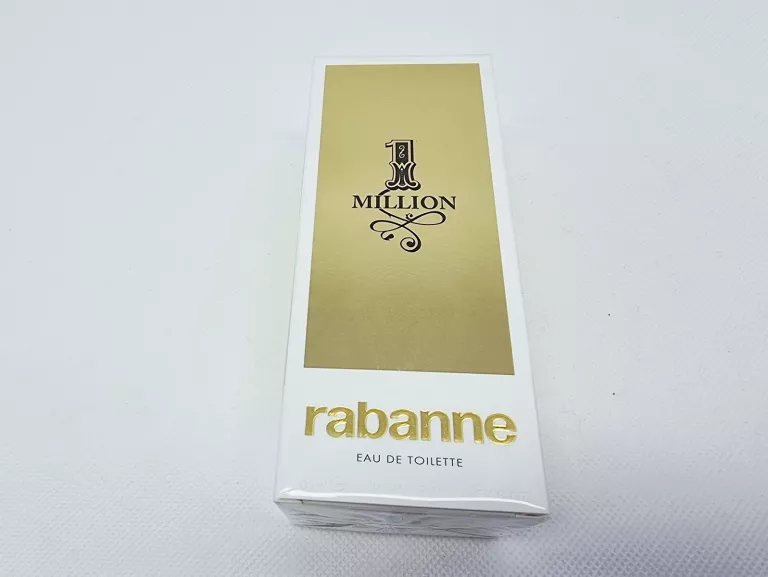 1
MILLION
rabanne
EAU DE TOILETTE